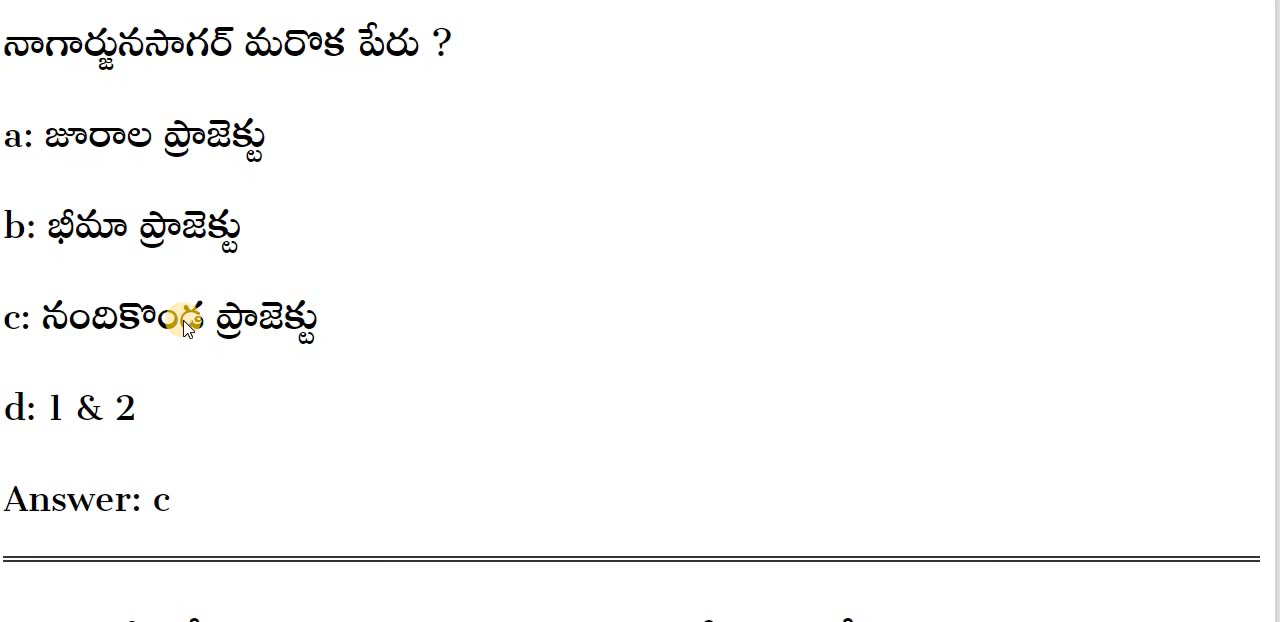 నాగార్జునసాగర్ మరొక పేరు ?
a: జూరాల ప్రాజెక్టు
b: భీమా ప్రాజెక్టు
c: నందికొండ ప్రాజెక్టు
d: 1 & 2
Answer: c